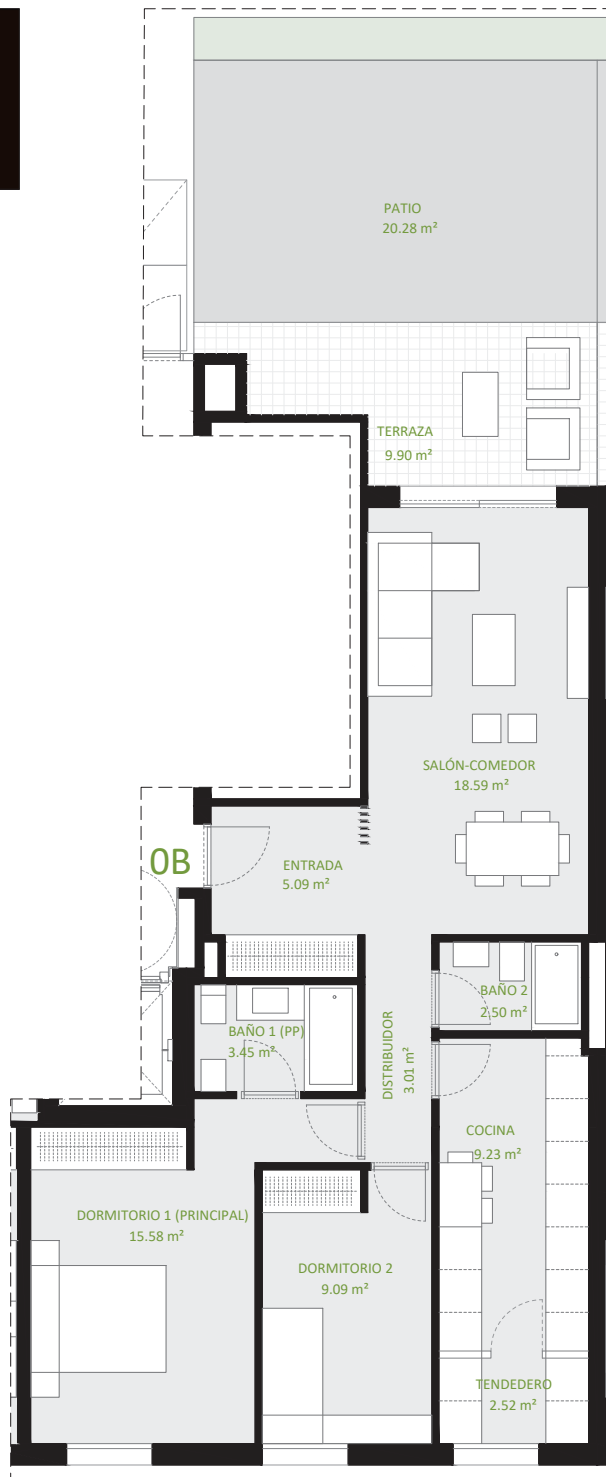 PATIO
20.28 m²
TERRAZA
9.90 m²
SALÓN-COMEDOR
18.59 m²
0B
ENTRADA
5.09 m²
BAÑO 2
2.50 m²
BAÑO 1 (PP)
3.45 m²
DISTRIBUIDOR
3.01 m²
COCINA
9.23 m²
DORMITORIO 1 (PRINCIPAL)
15.58 m²
DORMITORIO 2
9.09 m²
TENDEDERO
2.52 m²